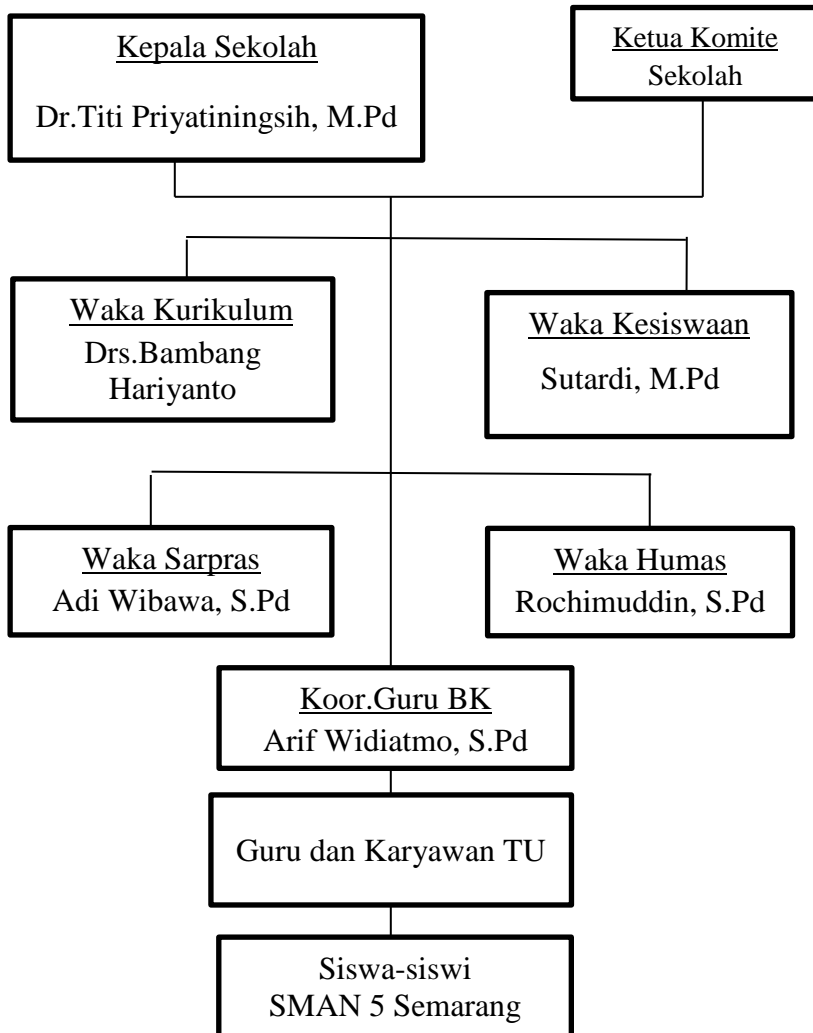 Kepala Sekolah
Dr.Titi Priyatiningsih, M.Pd
Ketua Komite
Sekolah
Waka Kurikulum
Drs.Bambang
Hariyanto
Waka Kesiswaan
Sutardi, M.Pd
Waka Sarpras
Adi Wibawa, S.Pd
Waka Humas
Rochimuddin, S.Pd
Koor.Guru BK
Arif Widiatmo, S.Pd
Guru dan Karyawan TU
Siswa-siswi
SMAN 5 Semarang